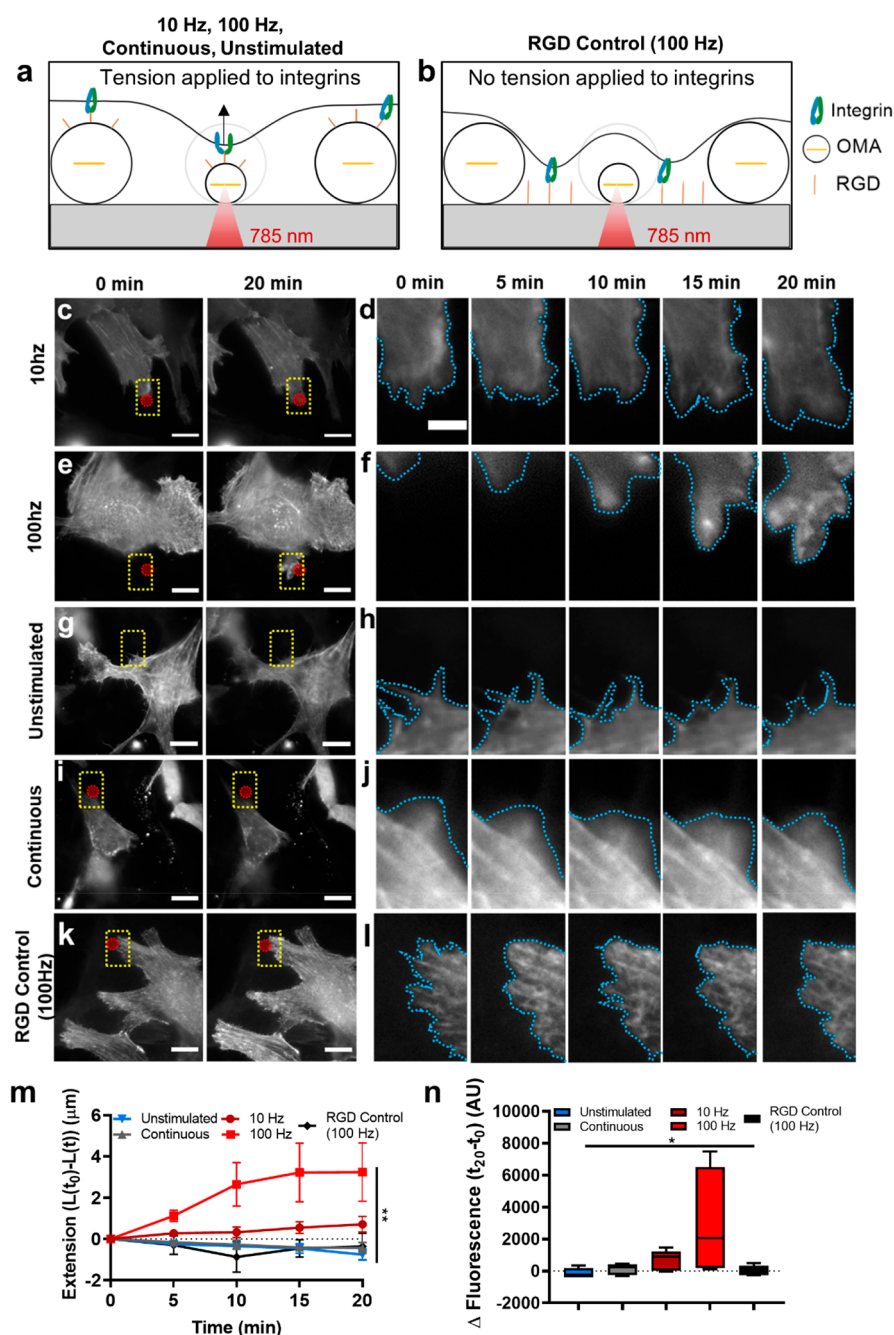 10 Hz, 100 Hz,
Continuous, Unstimulated
RGD Control (100 Hz)
a
Tension applied to integrins
b
No tension applied to integrins
Integrin
OMA
RGD
785 nm
785 nm
0 min
20 min
0 min
5 min
10 min
15 min
20 min
c
d
10hz
e
f
100hz
g
h
Unstimulated
i
j
Continuous
k
l
RGD Control
(100Hz)
m
Unstimulated
Continuous
10 Hz
100 Hz
RGD Control
(100 Hz)
Extension (L(t0)-L(t)) (μm)
6
4
2
0
-2
**
0
5
10
15
20
Time (min)
n
Unstimulated
Continuous
10 Hz
100 Hz
RGD Control
(100 Hz)
Δ Fluorescence (t20-t0) (AU)
10000
8000
6000
4000
2000
0
-2000
*